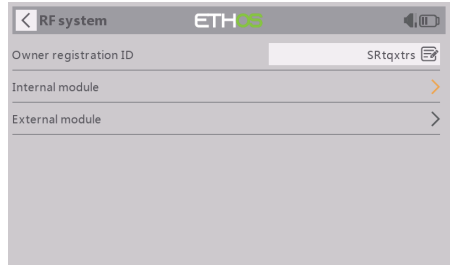 RF system ETHOS
Owner registration ID SRtqxtrs
Internal module
External module